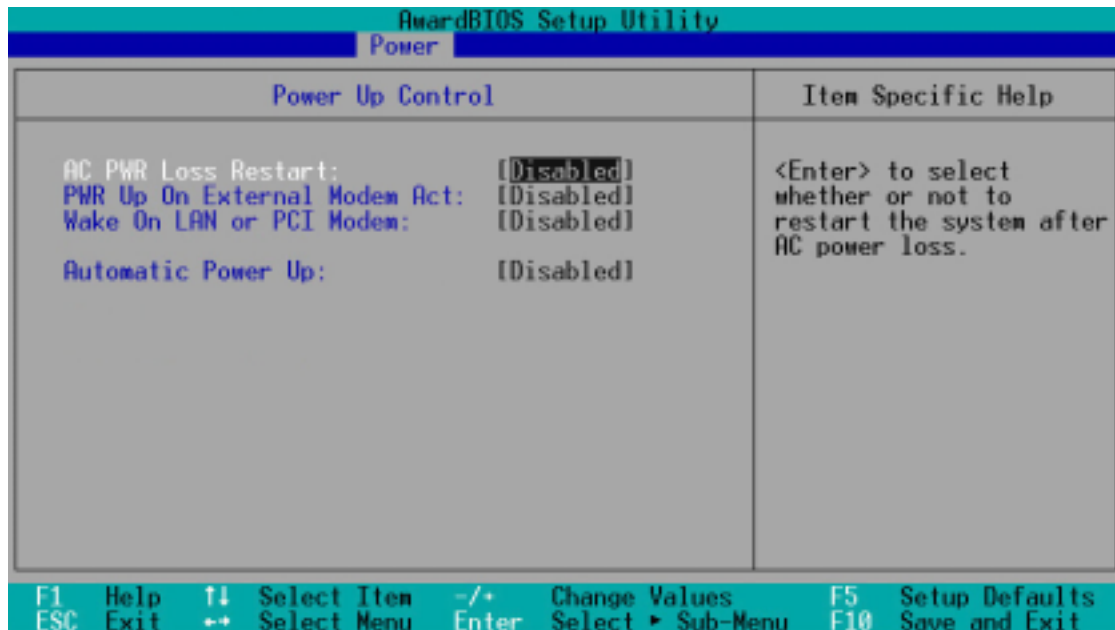 AwardBIOS Setup Utility
Power
Power Up Control
Item Specific Help
AC PWR Loss Restart: [Disabled]
PWR Up On External Modem Act: [Disabled]
Wake On LAN or PCI Modem: [Disabled]
Automatic Power Up: [Disabled]
<Enter> to select
whether or not to
restart the system after
AC power loss.
F1 Help ↑↓ Select Item -/+ Change Values F5 Setup Defaults
ESC Exit ←→ Select Menu Enter Select ► Sub-Menu F10 Save and Exit